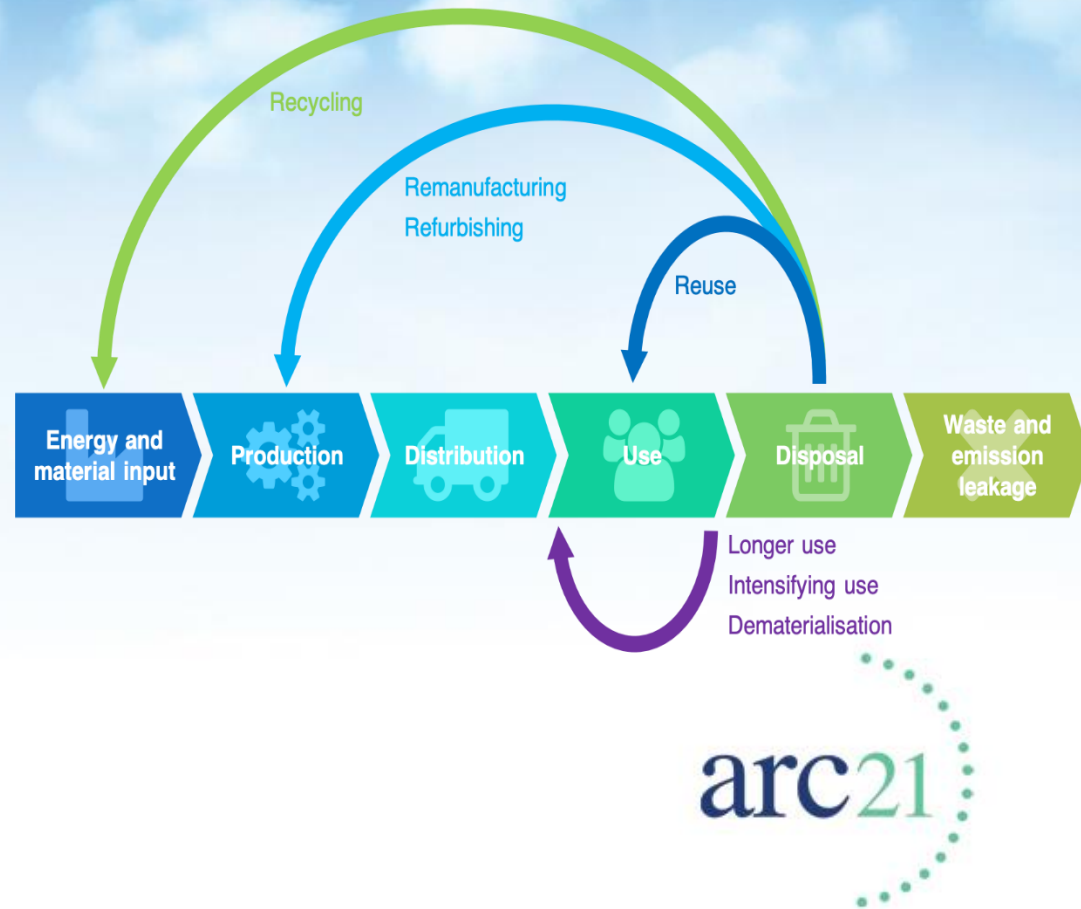 Recycling
Remanufacturing
Refurbishing
Reuse
Energy and
material input
Production
Distribution
Use
Disposal
Waste and
emission
leakage
Longer use
Intensifying use
Dematerialisation
arc21